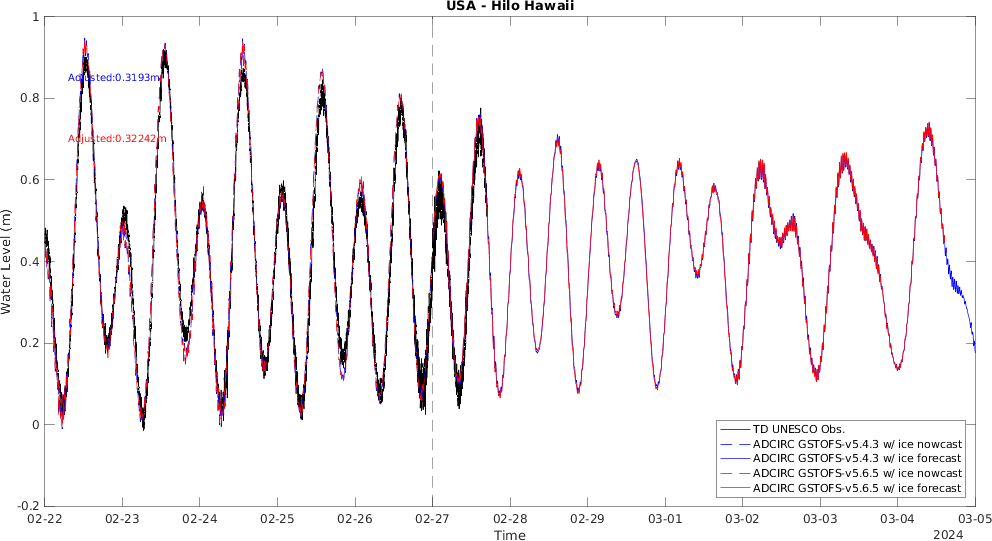 USA - Hilo Hawaii
1
0.8
0.6
0.4
0.2
0
-0.2
Water Level (m)
Adjusted:0.3193m
Adjusted:0.32242m
TD UNESCO Obs.
ADCIRC GSTOFS-v5.4.3 w/ ice nowcast
ADCIRC GSTOFS-v5.4.3 w/ ice forecast
ADCIRC GSTOFS-v5.6.5 w/ ice nowcast
ADCIRC GSTOFS-v5.6.5 w/ ice forecast
02-22 02-23 02-24 02-25 02-26 02-27 02-28 02-29 03-01 03-02 03-03 03-04 03-05
Time
2024